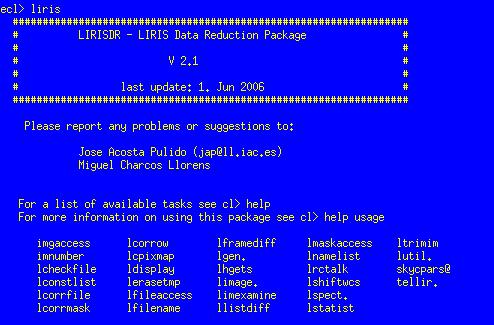 ecl> liris
##################################################################
# LIRISDR - LIRIS Data Reduction Package #
# #
# V 2.1 #
# #
# last update: 1. Jun 2006 #
##################################################################
Please report any problems or suggestions to:
Jose Acosta Pulido (jap@ll.iac.es)
Miguel Charcos Llorens
For a list of available tasks see cl> help
For more information on using this package see cl> help usage
imgaccess lcorrow lframediff lmaskaccess ltrimim
imnumber lcpixmap lgen. lnamelist lutil.
lcheckfile ldisplay lhgets lrctalk skycpars@
lconstlist lerasetmp limage. lshiftwcs tellir.
lcorrfile lfileaccess limexamine lspect.
lcorrmask lfilename llistdiff lstatist